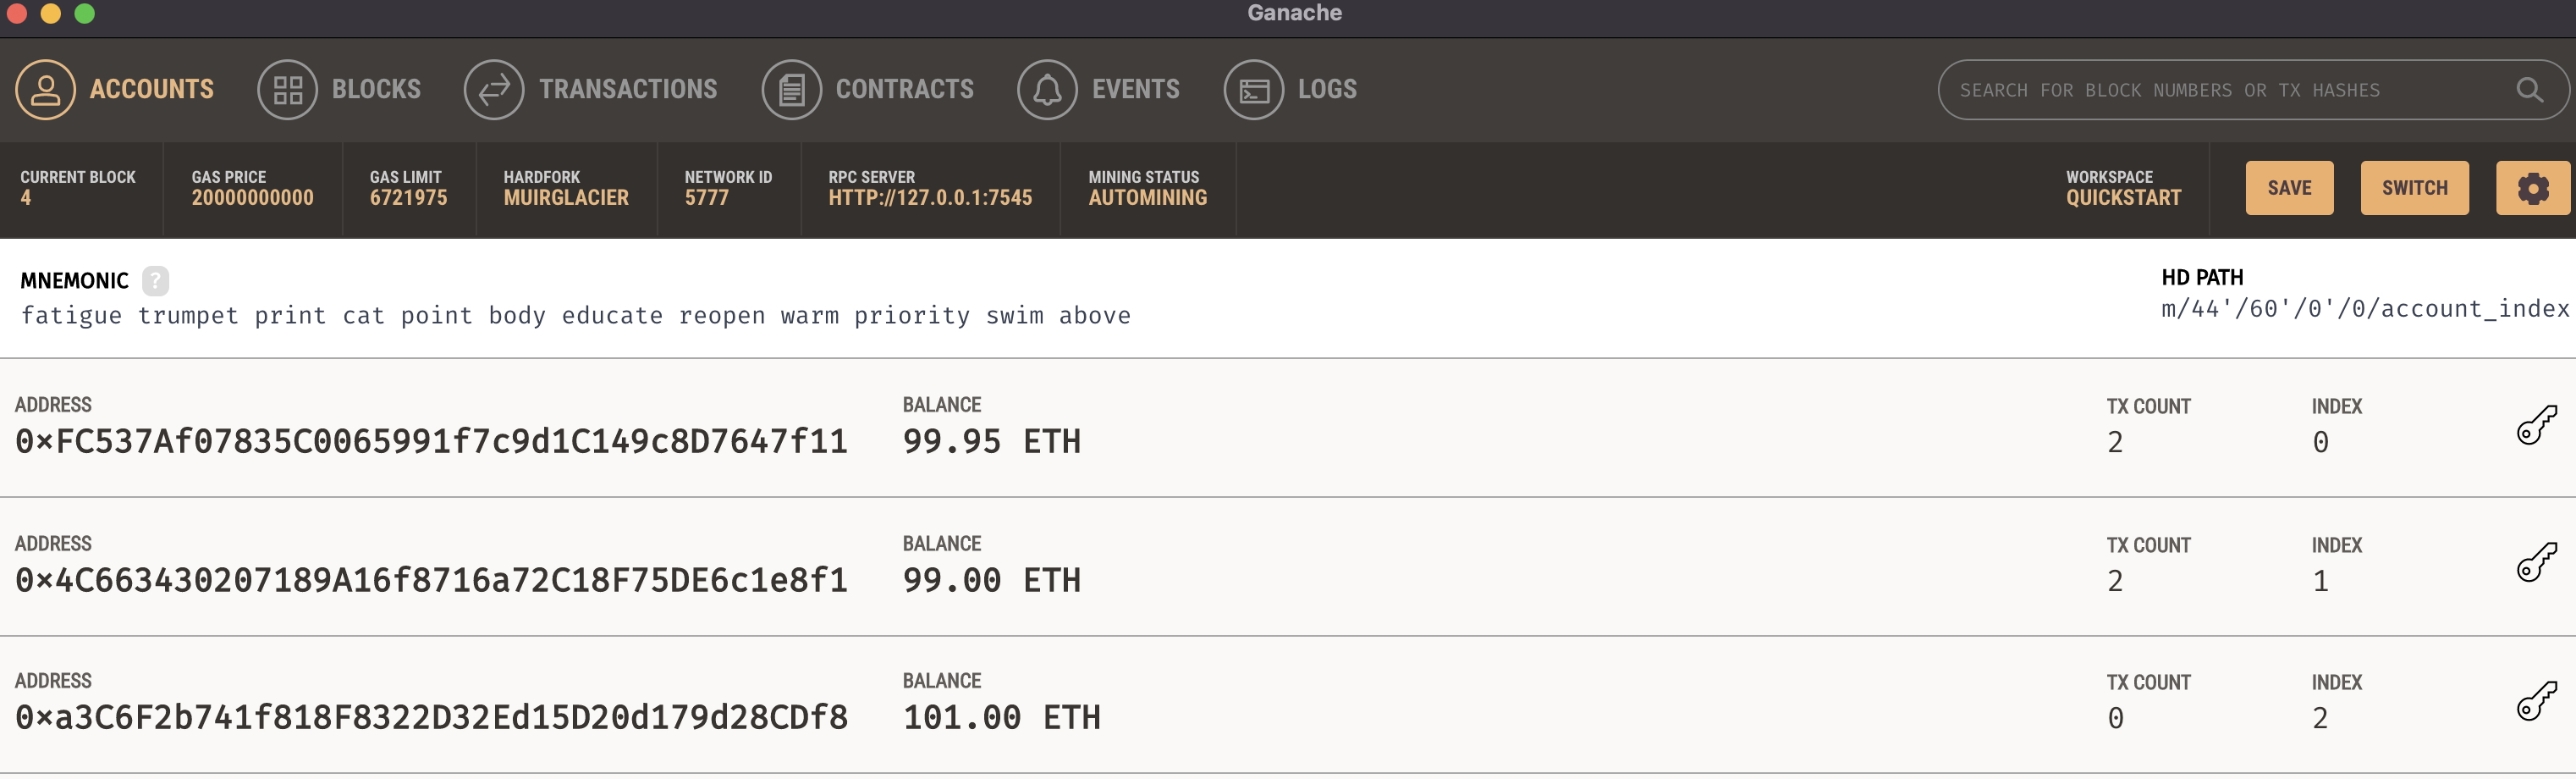 Ganache
ACCOUNTS BLOCKS TRANSACTIONS CONTRACTS EVENTS LOGS SEARCH FOR BLOCK NUMBERS OR TX HASHES
CURRENT BLOCK GAS PRICE GAS LIMIT HARDFORK NETWORK ID RPC SERVER MINING STATUS WORKSPACE
4 20000000000 6721975 MUIRGLACIER 5777 HTTP://127.0.0.1:7545 AUTOMINING QUICKSTART SAVE SWITCH
MNEMONIC ? HD PATH
fatigue trumpet print cat point body educate reopen warm priority swim above m/44'/60'/0'/0/account_index
ADDRESS BALANCE TX COUNT INDEX
0×FC537Af07835C0065991f7c9d1C149c8D7647f11 99.95 ETH 2 0
ADDRESS BALANCE TX COUNT INDEX
0×4C663430207189A16f8716a72C18F75DE6c1e8f1 99.00 ETH 2 1
ADDRESS BALANCE TX COUNT INDEX
0×a3C6F2b741f818F8322D32Ed15D20d179d28CDf8 101.00 ETH 0 2